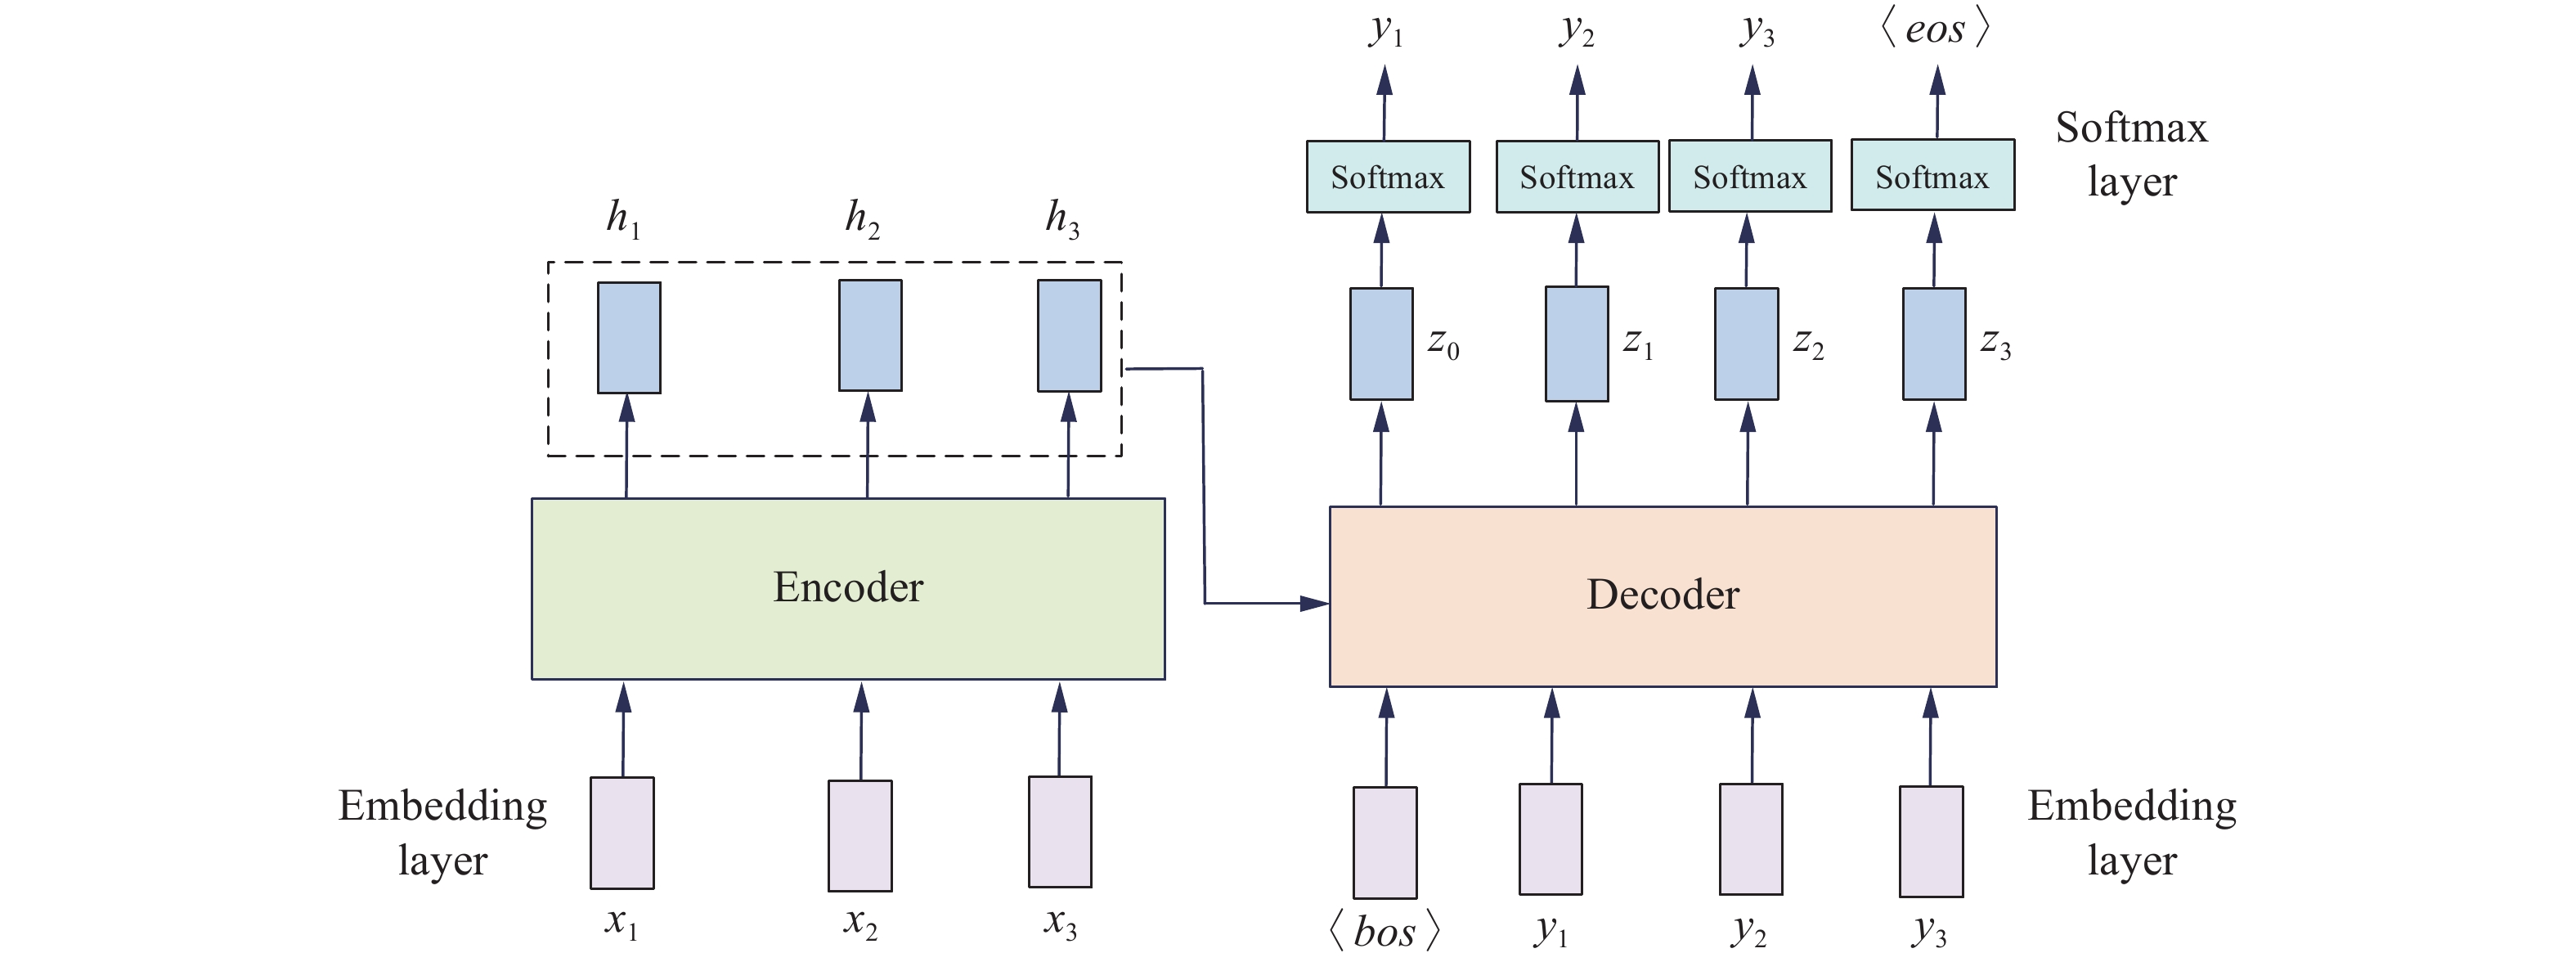 y₁ y₂ y₃ 〈eos〉
Softmax Softmax Softmax Softmax
Softmax
layer
h₁ h₂ h₃
z₀ z₁ z₂ z₃
Encoder
Decoder
Embedding
layer
x₁ x₂ x₃
〈bos〉 y₁ y₂ y₃
Embedding
layer